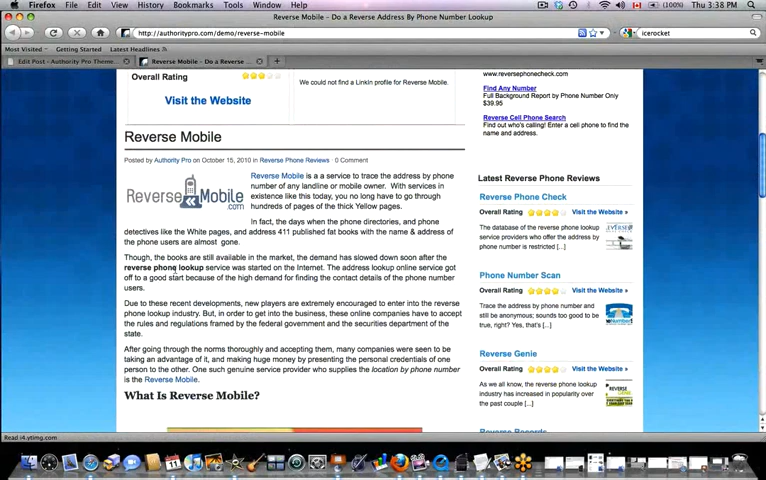 Firefox File Edit View History Bookmarks Tools Window Help (100%) Thu 3:38 PM
Reverse Mobile - Do a Reverse Address By Phone Number Lookup
http://authoritypro.com/demo/reverse-mobile
icerocket
Most Visited Getting Started Latest Headlines
Edit Post - Authority Pro Theme...
Reverse Mobile - Do a Reverse ...
Overall Rating
Visit the Website
We could not find a LinkIn profile for Reverse Mobile.
Reverse Mobile
Posted by Authority Pro on October 15, 2010 in Reverse Phone Reviews · 0 Comment
Reverse Mobile
.com
Reverse Mobile is a a service to trace the address by phone
number of any landline or mobile owner. With services in
existence like this today, you no long have to go through
hundreds of pages of the thick Yellow pages.
In fact, the days when the phone directories, and phone
detectives like the White pages, and address 411 published fat books with the name & address of
the phone users are almost gone.
Though, the books are still available in the market, the demand has slowed down soon after the
reverse phone lookup service was started on the Internet. The address lookup online service got
off to a good start because of the high demand for finding the contact details of the phone number
users.
Due to these recent developments, new players are extremely encouraged to enter into the reverse
phone lookup industry. But, in order to get into the business, these online companies have to accept
the rules and regulations framed by the federal government and the securities department of the
state.
After going through the norms thoroughly and accepting them, many companies were seen to be
taking an advantage of it, and making huge money by presenting the personal credentials of one
person to the other. One such genuine service provider who supplies the location by phone number
is the Reverse Mobile.
What Is Reverse Mobile?
www.reversephonecheck.com
Find Any Number
Full Background Report by Phone Number Only
$39.95
Reverse Cell Phone Search
Find out who's calling! Enter a cell phone to find the
name and address.
Latest Reverse Phone Reviews
Reverse Phone Check
Overall Rating Visit the Website »
The database of the reverse phone lookup
service providers who offer the address by
phone number is restricted [...]
Phone Number Scan
Overall Rating Visit the Website »
Trace the address by phone number and
still be anonymous; sounds too good to be
true, right? Yes, that's [...]
Reverse Genie
Overall Rating Visit the Website »
As we all know, the reverse phone lookup
industry has increased in popularity over
the past couple [...]
Reverse Records
Read i4.ytimg.com